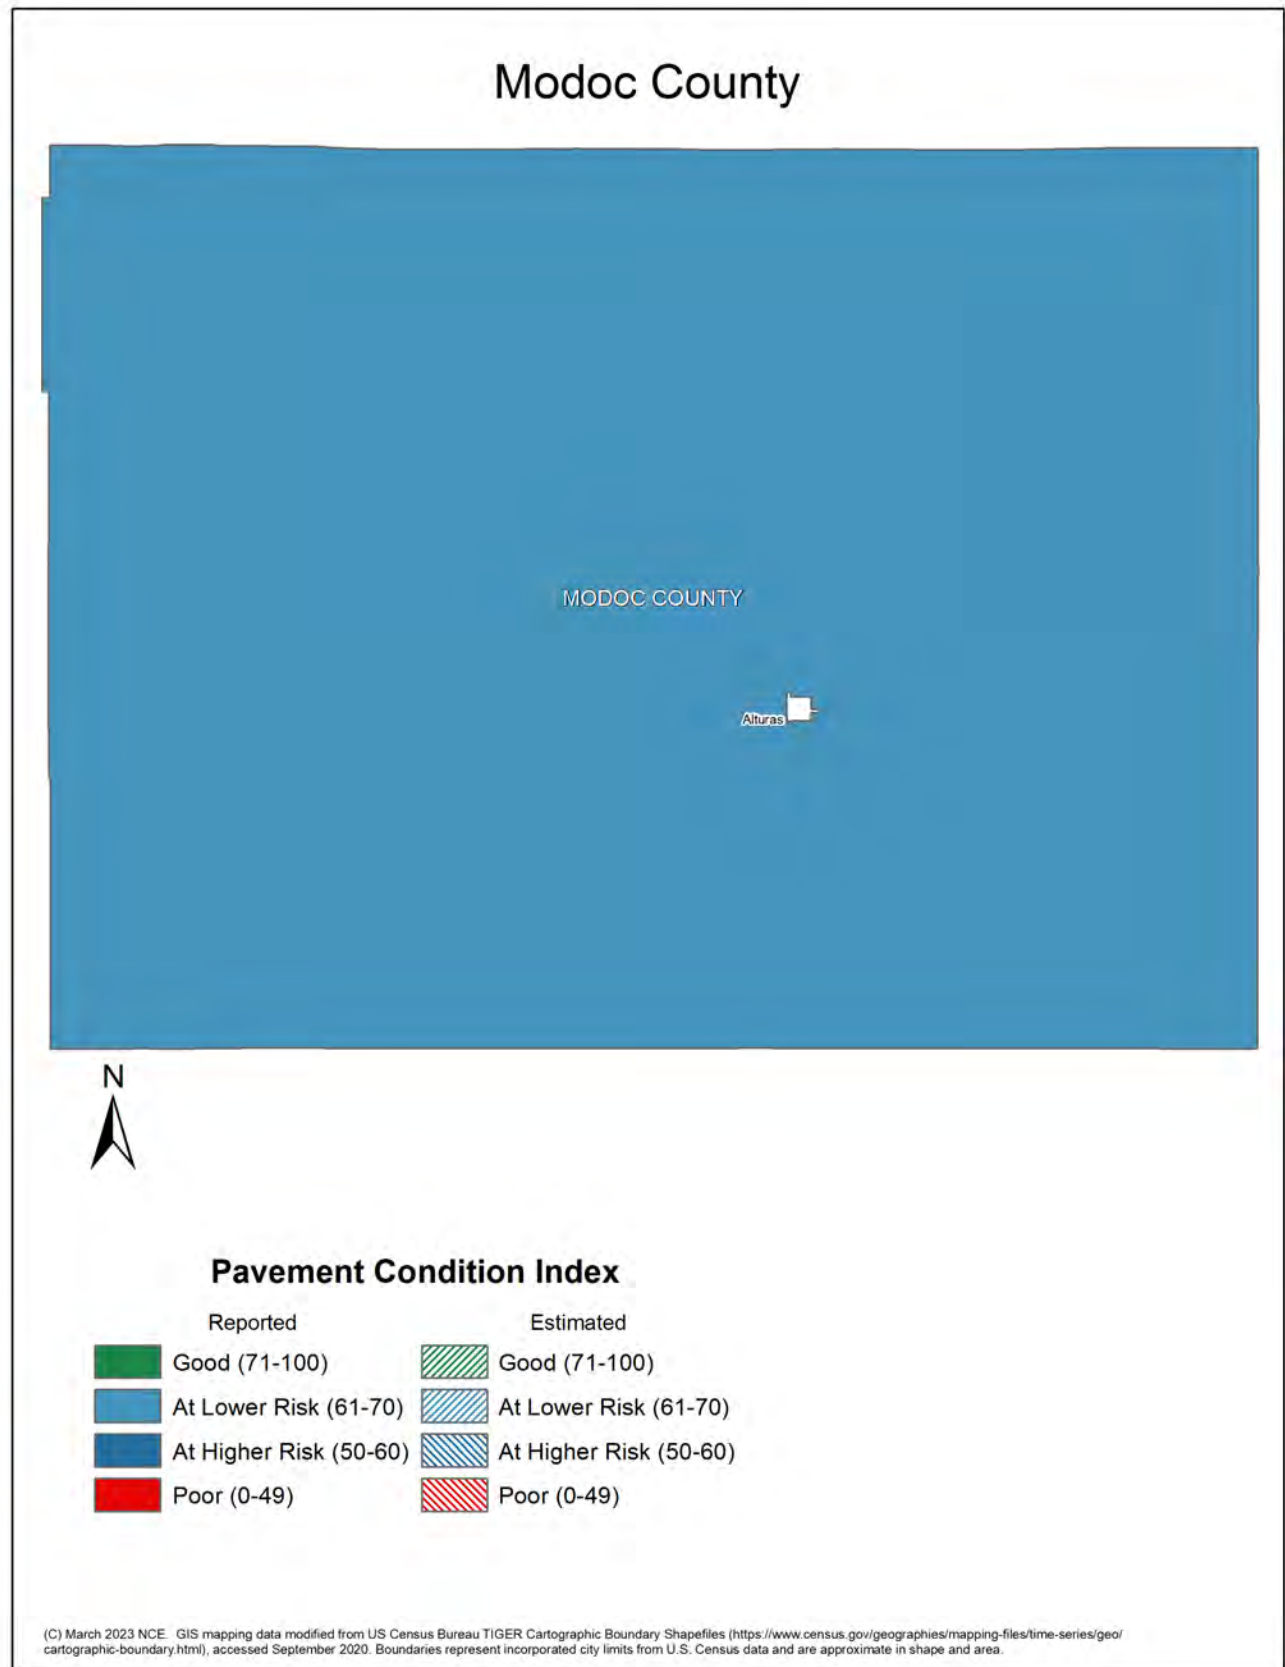 Modoc County
MODOC COUNTY
Alturas
N
Pavement Condition Index
Reported Estimated
Good (71-100) Good (71-100)
At Lower Risk (61-70) At Lower Risk (61-70)
At Higher Risk (50-60) At Higher Risk (50-60)
Poor (0-49) Poor (0-49)
(C) March 2023 NCE. GIS mapping data modified from US Census Bureau TIGER Cartographic Boundary Shapefiles (https://www.census.gov/geographies/mapping-files/time-series/geo/
cartographic-boundary.html), accessed September 2020. Boundaries represent incorporated city limits from U.S. Census data and are approximate in shape and area.